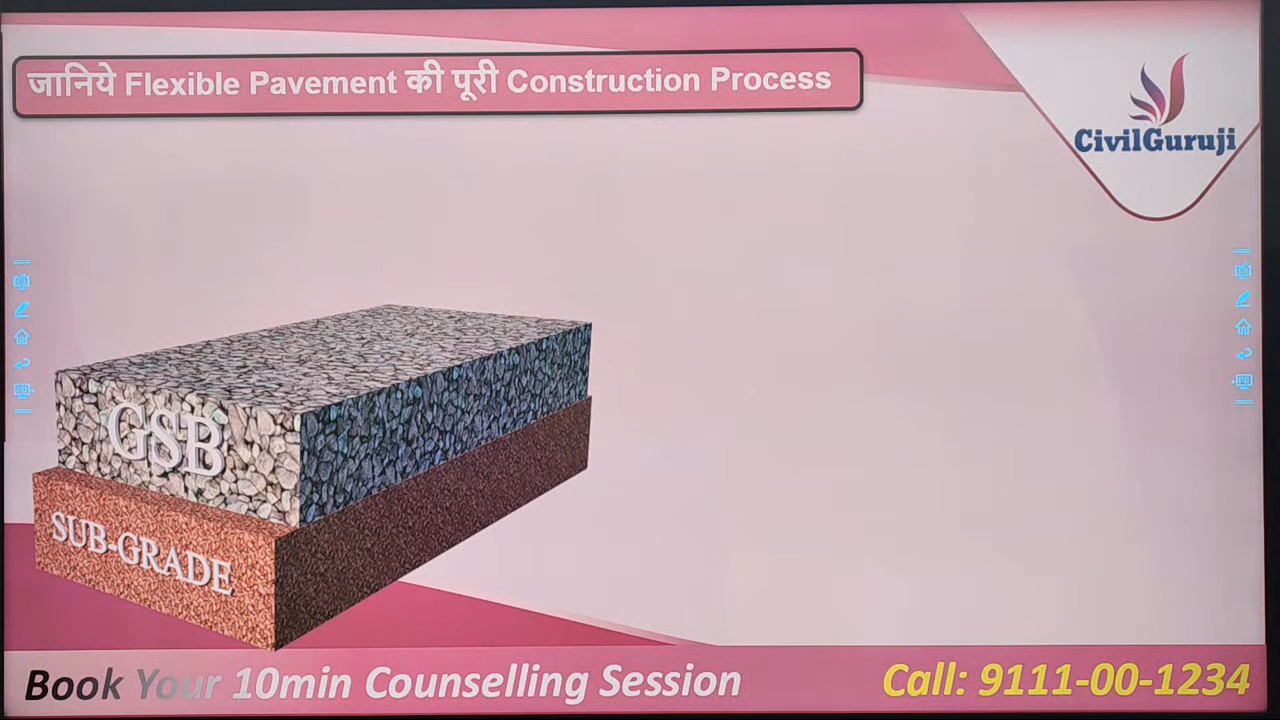 जानिये Flexible Pavement की पूरी Construction Process
CivilGuruji
GSB
SUB-GRADE
Book Your 10min Counselling Session
Call: 9111-00-1234